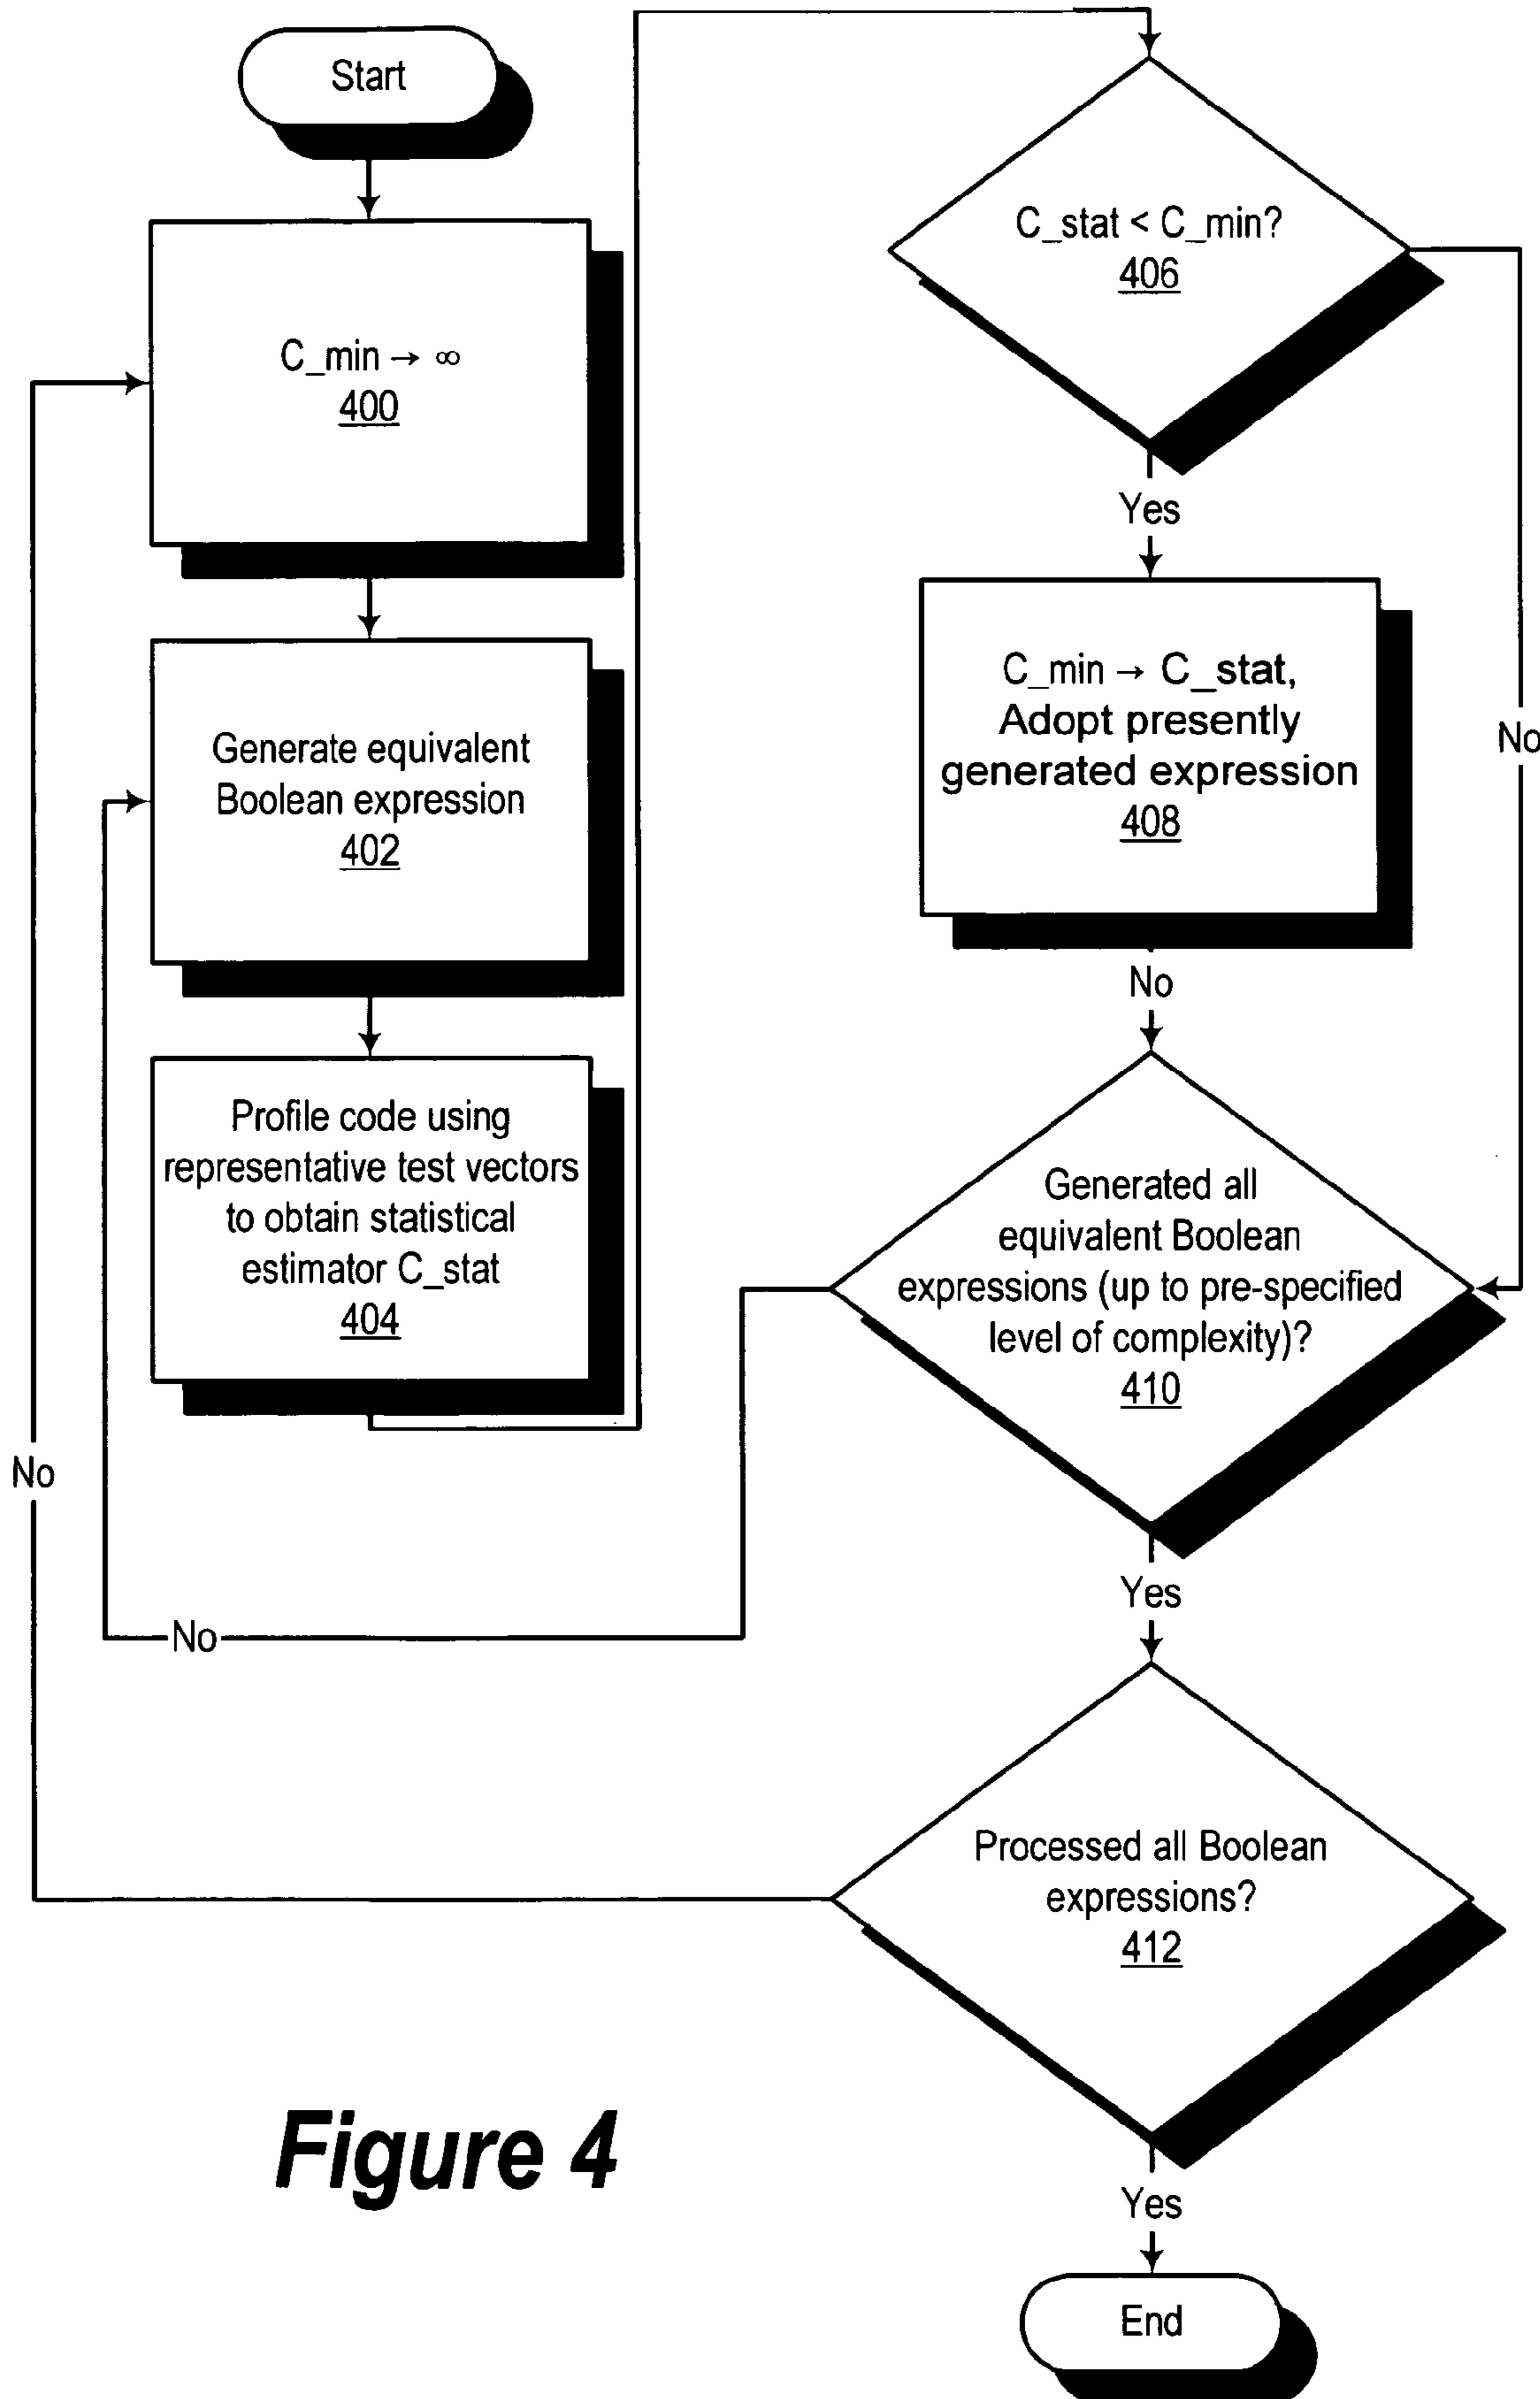 Start
C_min → ∞
400
Generate equivalent
Boolean expression
402
Profile code using
representative test vectors
to obtain statistical
estimator C_stat
404
C_stat < C_min?
406
Yes
No
C_min → C_stat,
Adopt presently
generated expression
408
No
Generated all
equivalent Boolean
expressions (up to pre-specified
level of complexity)?
410
No
Yes
No
Processed all Boolean
expressions?
412
Yes
End
Figure 4